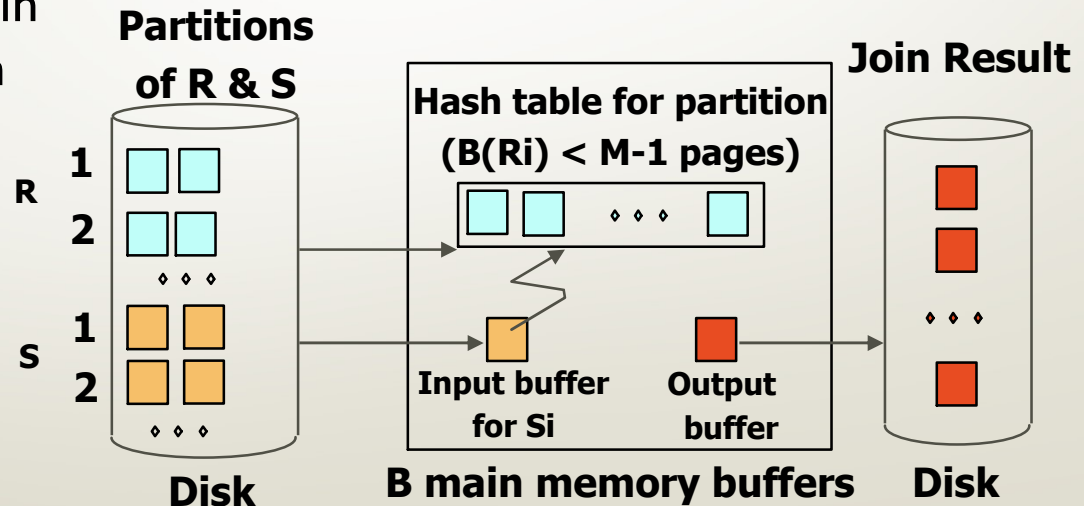 in
Partitions
of R & S
Join Result
Hash table for partition
(B(Ri) < M-1 pages)
1
R
2
1
S
2
Input buffer
for Si
Output
buffer
Disk
B main memory buffers
Disk